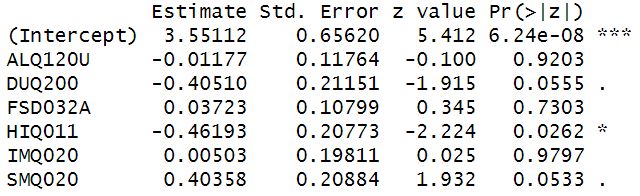 Estimate Std. Error z value Pr(>|z|)
(Intercept) 3.55112 0.65620 5.412 6.24e-08 ***
ALQ120U -0.01177 0.11764 -0.100 0.9203
DUQ200 -0.40510 0.21151 -1.915 0.0555 .
FSD032A 0.03723 0.10799 0.345 0.7303
HIQ011 -0.46193 0.20773 -2.224 0.0262 *
IMQ020 0.00503 0.19811 0.025 0.9797
SMQ020 0.40358 0.20884 1.932 0.0533 .